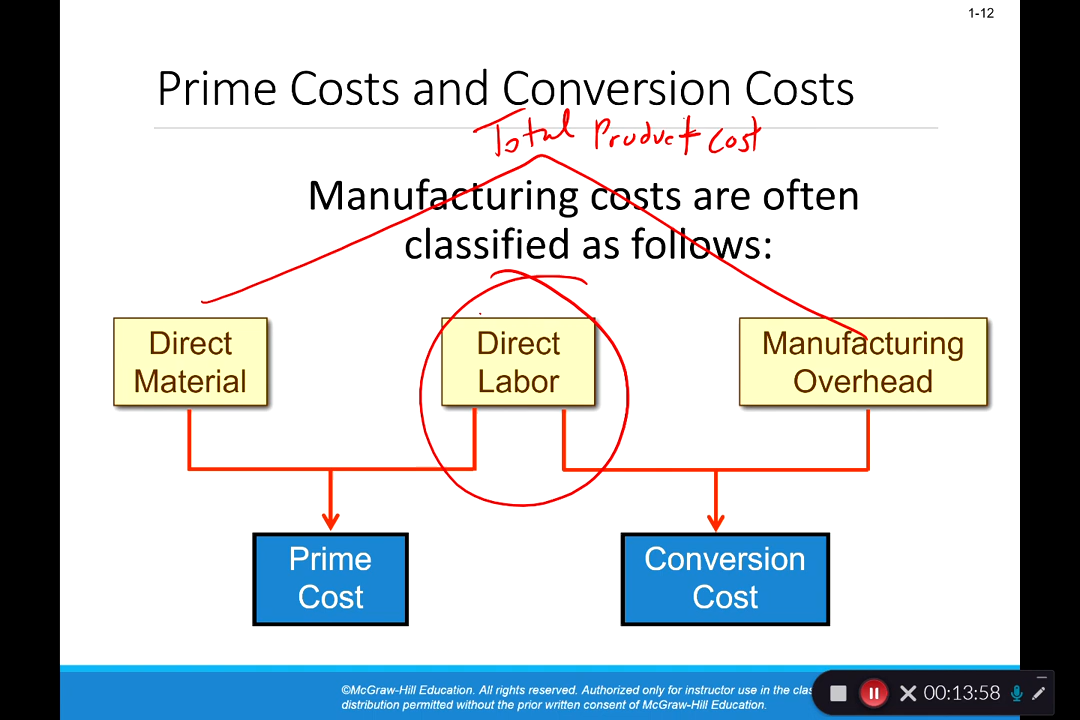 1-12
Prime Costs and Conversion Costs
Total Product Cost
Manufacturing costs are often
classified as follows:
Direct
Material
Direct
Labor
Manufacturing
Overhead
Prime
Cost
Conversion
Cost
©McGraw-Hill Education. All rights reserved. Authorized only for instructor use in the
distribution permitted without the prior written consent of McGraw-Hill Education.
00:13:58